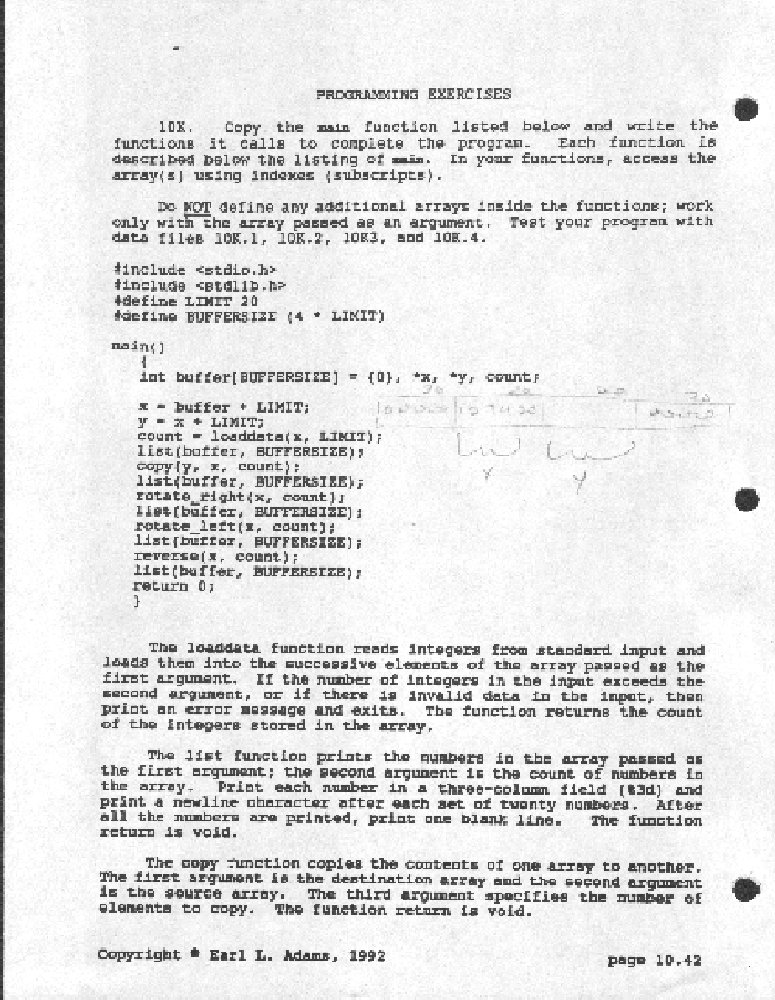 PROGRAMMING EXERCISES
10K. Copy the main function listed below and write the
functions it calls to complete the program. Each function is
described below the listing of main. In your functions, access the
array(s) using indexes (subscripts).
Do NOT define any additional arrays inside the functions; work
only with the array passed as an argument. Test your program with
data files 10K.1, 10K.2, 10K3, and 10K.4.
#include <stdio.h>
#include <stdlib.h>
#define LIMIT 20
#define BUFFERSIZE (4 * LIMIT)
main()
{
int buffer[BUFFERSIZE] = {0}, *x, *y, count;
20 20 20 20
x = buffer + LIMIT;
y = x + LIMIT;
count = loaddata(x, LIMIT);
list(buffer, BUFFERSIZE);
copy(y, x, count);
list(buffer, BUFFERSIZE);
Y Y
rotate_right(x, count);
list(buffer, BUFFERSIZE);
rotate_left(x, count);
list(buffer, BUFFERSIZE);
reverse(x, count);
list(buffer, BUFFERSIZE);
return 0;
}
The loaddata function reads integers from standard input and
loads them into the successive elements of the array passed as the
first argument. If the number of integers in the input exceeds the
second argument, or if there is invalid data in the input, then
print an error message and exits. The function returns the count
of the integers stored in the array.
The list function prints the numbers in the array passed as
the first argument; the second argument is the count of numbers in
the array. Print each number in a three-column field (%3d) and
print a newline character after each set of twenty numbers. After
all the numbers are printed, print one blank line. The function
return is void.
The copy function copies the contents of one array to another.
The first argument is the destination array and the second argument
is the source array. The third argument specifies the number of
elements to copy. The function return is void.
Copyright * Earl L. Adams, 1992
page 10.42